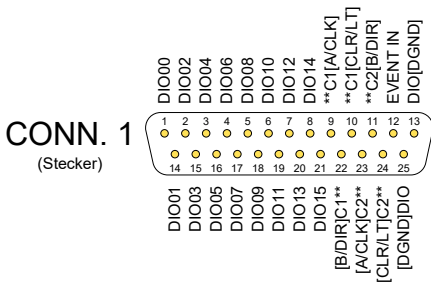 DIO00
DIO02
DIO04
DIO06
DIO08
DIO10
DIO12
DIO14
**C1[A/CLK]
**C1[CLR/LT]
**C2[B/DIR]
EVENT IN
DIO[DGND]
CONN. 1
(Stecker)
1 2 3 4 5 6 7 8 9 10 11 12 13
14 15 16 17 18 19 20 21 22 23 24 25
DIO01
DIO03
DIO05
DIO07
DIO09
DIO11
DIO13
DIO15
[B/DIR]C1**
[A/CLK]C2**
[CLR/LT]C2**
[DGND]DIO